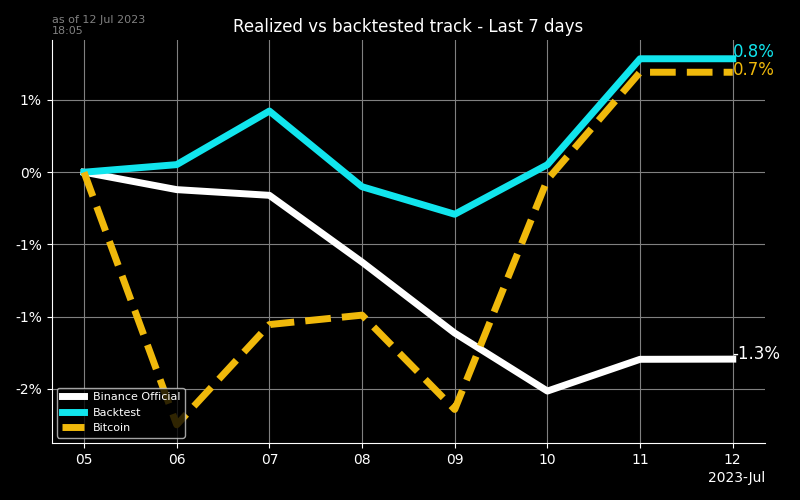 as of 12 Jul 2023
18:05
Realized vs backtested track - Last 7 days
0.8%
0.7%
1%
0%
-1%
-1%
-1.3%
-2%
Binance Official
Backtest
Bitcoin
05 06 07 08 09 10 11 12
2023-Jul